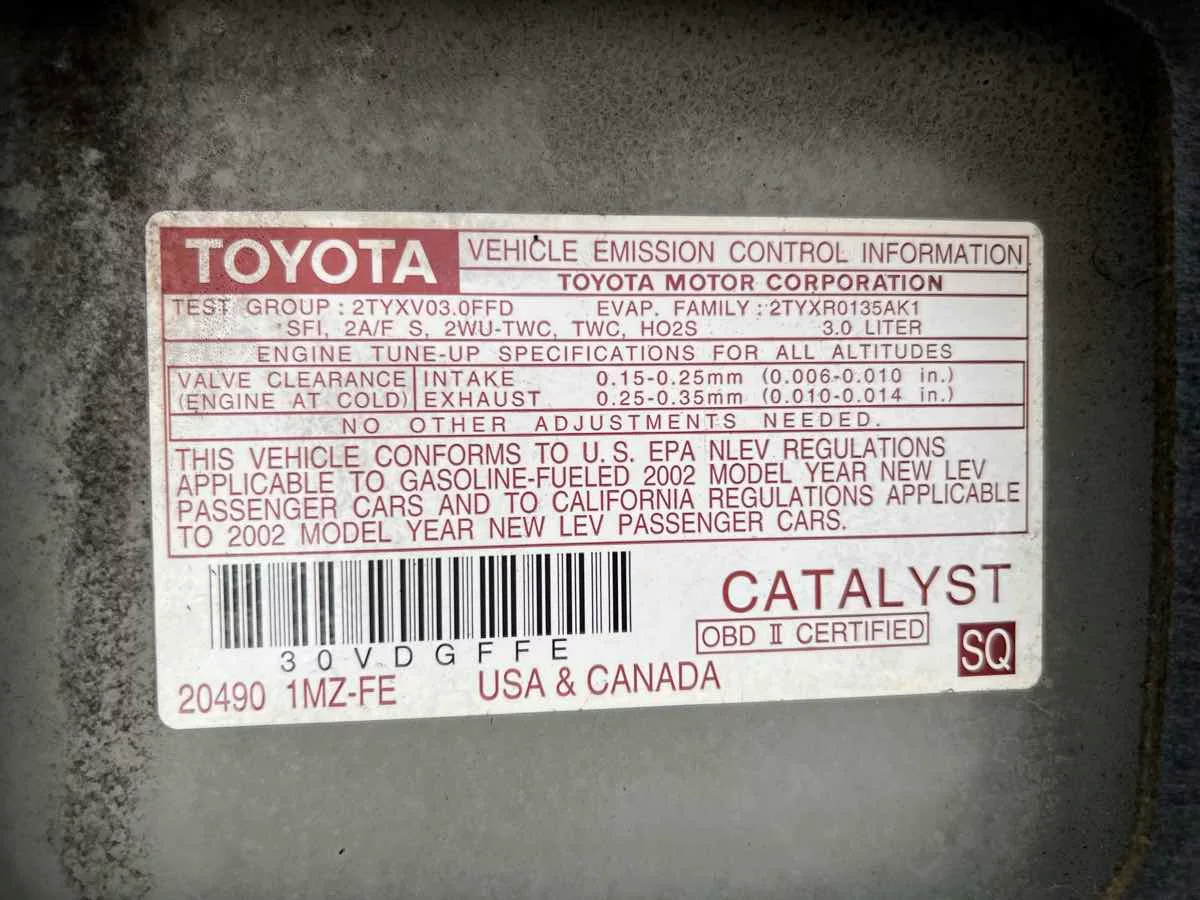 TOYOTA VEHICLE EMISSION CONTROL INFORMATION
TOYOTA MOTOR CORPORATION
TEST GROUP : 2TYXV03.0FFD EVAP. FAMILY : 2TYXR0135AK1
SFI, 2A/F S, 2WU-TWC, TWC, HO2S 3.0 LITER
ENGINE TUNE-UP SPECIFICATIONS FOR ALL ALTITUDES
VALVE CLEARANCE INTAKE 0.15-0.25mm (0.006-0.010 in.)
(ENGINE AT COLD) EXHAUST 0.25-0.35mm (0.010-0.014 in.)
NO OTHER ADJUSTMENTS NEEDED.
THIS VEHICLE CONFORMS TO U.S. EPA NLEV REGULATIONS
APPLICABLE TO GASOLINE-FUELED 2002 MODEL YEAR NEW LEV
PASSENGER CARS AND TO CALIFORNIA REGULATIONS APPLICABLE
TO 2002 MODEL YEAR NEW LEV PASSENGER CARS.
CATALYST
OBD II CERTIFIED
30VDGFFE
SQ
20490 1MZ-FE USA & CANADA